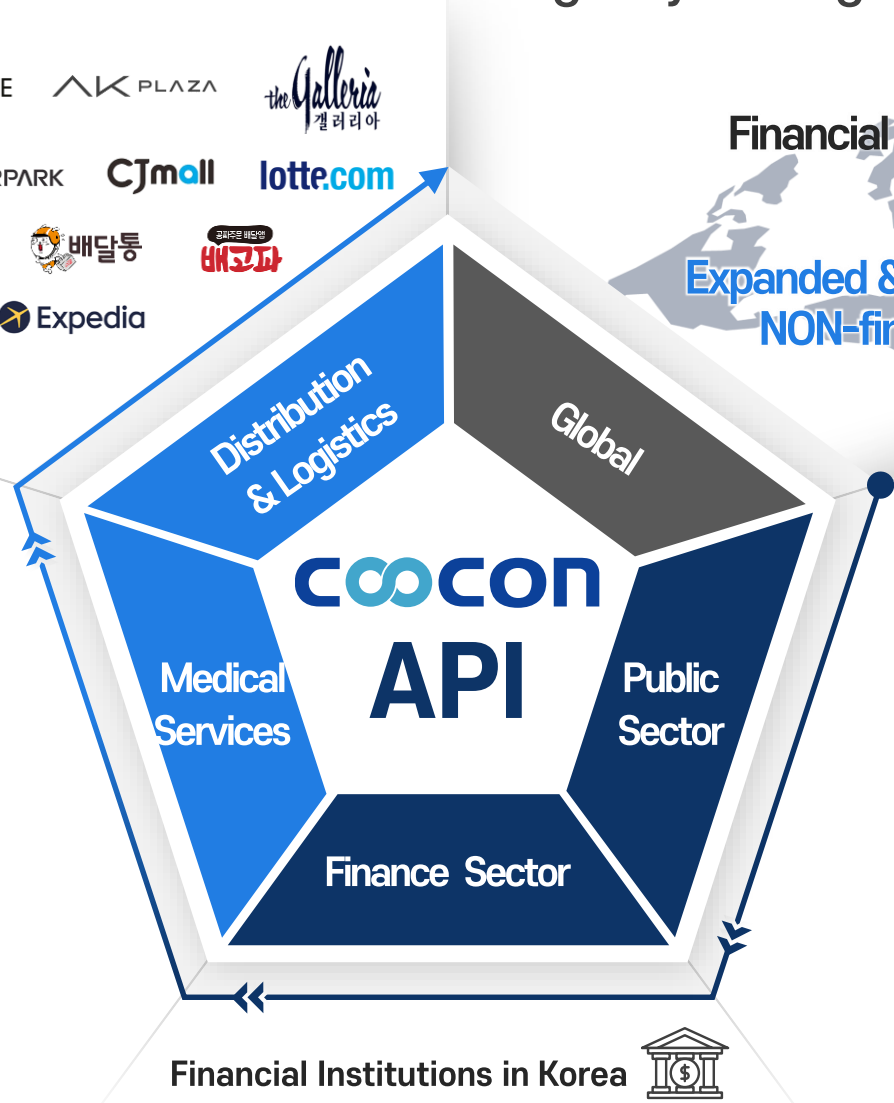 AK PLAZA
the Galleria
갤러리아
CJmall
lotte.com
배달통
공짜주문 배달앱
배고파
Expedia
Financial
Expanded &
Distribution
& Logistics
Global
coocon
API
Medical
Services
Public
Sector
Finance Sector
Financial Institutions in Korea
$